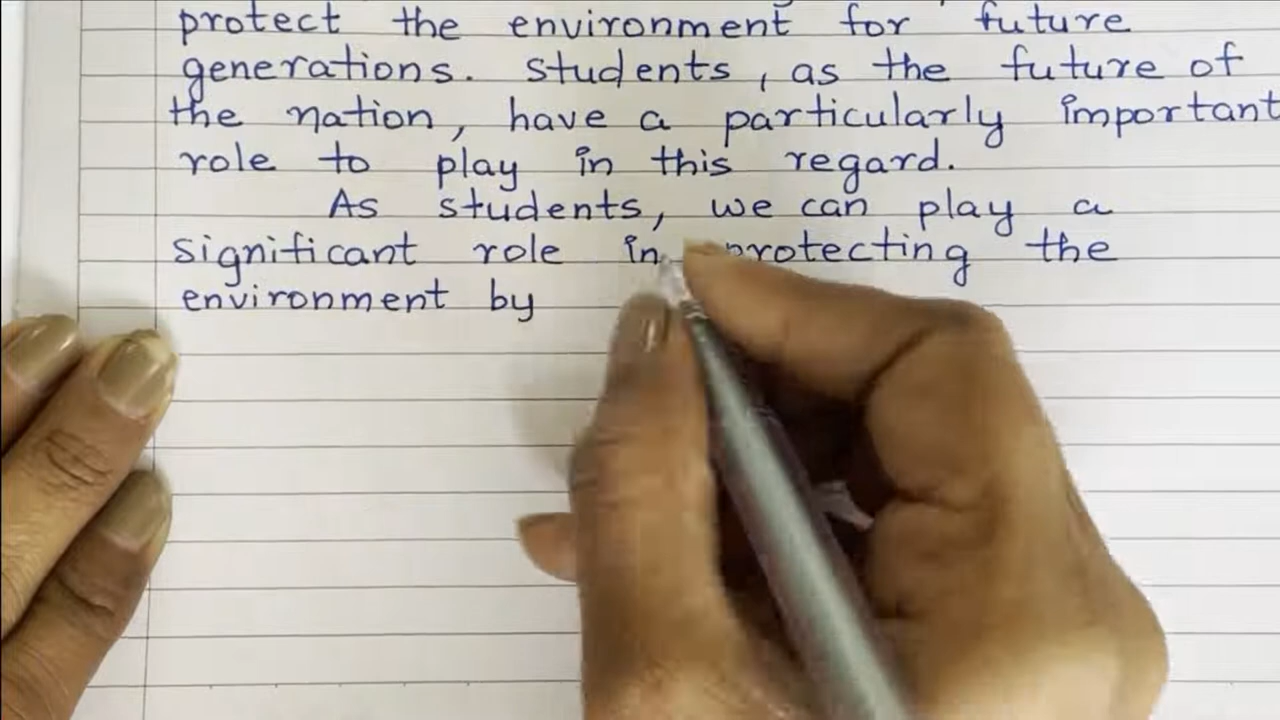 protect the environment for future
generations. students, as the future of
the nation, have a particularly important
role to play in this regard.
As students, we can play a
significant role in protecting the
environment by